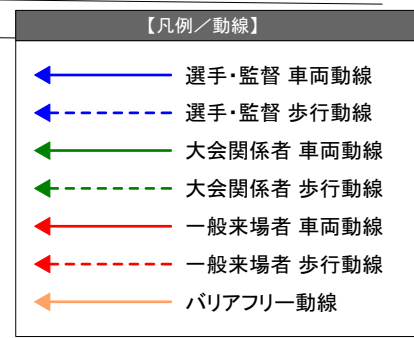 【凡例／動線】
選手・監督 車両動線
選手・監督 歩行動線
大会関係者 車両動線
大会関係者 歩行動線
一般来場者 車両動線
一般来場者 歩行動線
バリアフリー動線